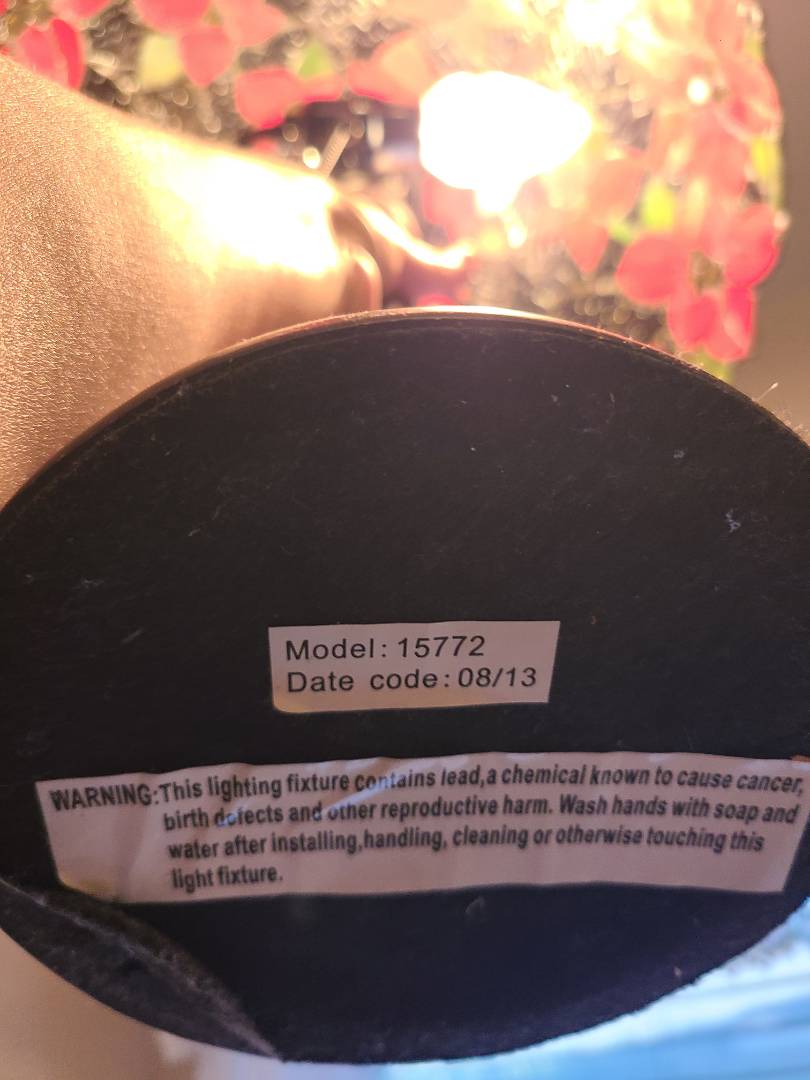 Model: 15772
Date code: 08/13
WARNING:This lighting fixture contains lead,a chemical known to cause cancer,
birth defects and other reproductive harm. Wash hands with soap and
water after installing,handling, cleaning or otherwise touching this
light fixture.